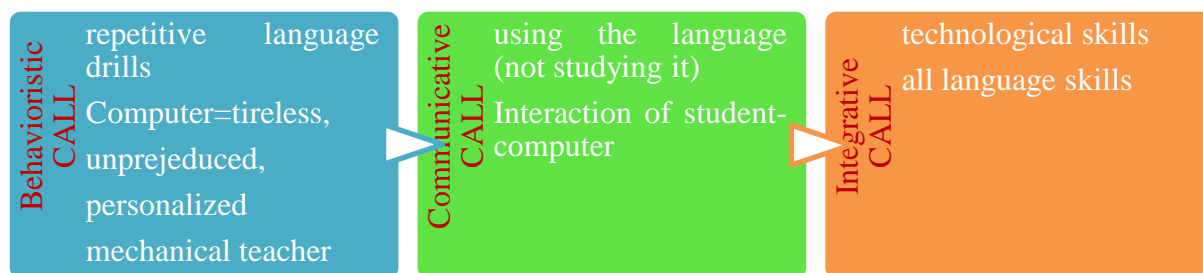 Behavioristic
CALL
repetitive language
drills
Computer=tireless,
unprejeduced,
personalized
mechanical teacher
Communicative
CALL
using the language
(not studying it)
Interaction of student-
computer
Integrative
CALL
technological skills
all language skills